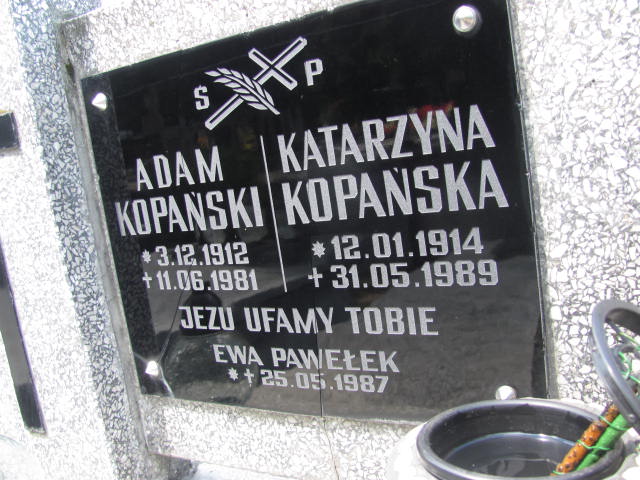 Ś P
ADAM
KOPAŃSKI
* 3.12.1912
+ 11.06.1981
KATARZYNA
KOPAŃSKA
* 12.01.1914
+ 31.05.1989
JEZU UFAMY TOBIE
EWA PAWEŁEK
* + 25.05.1987